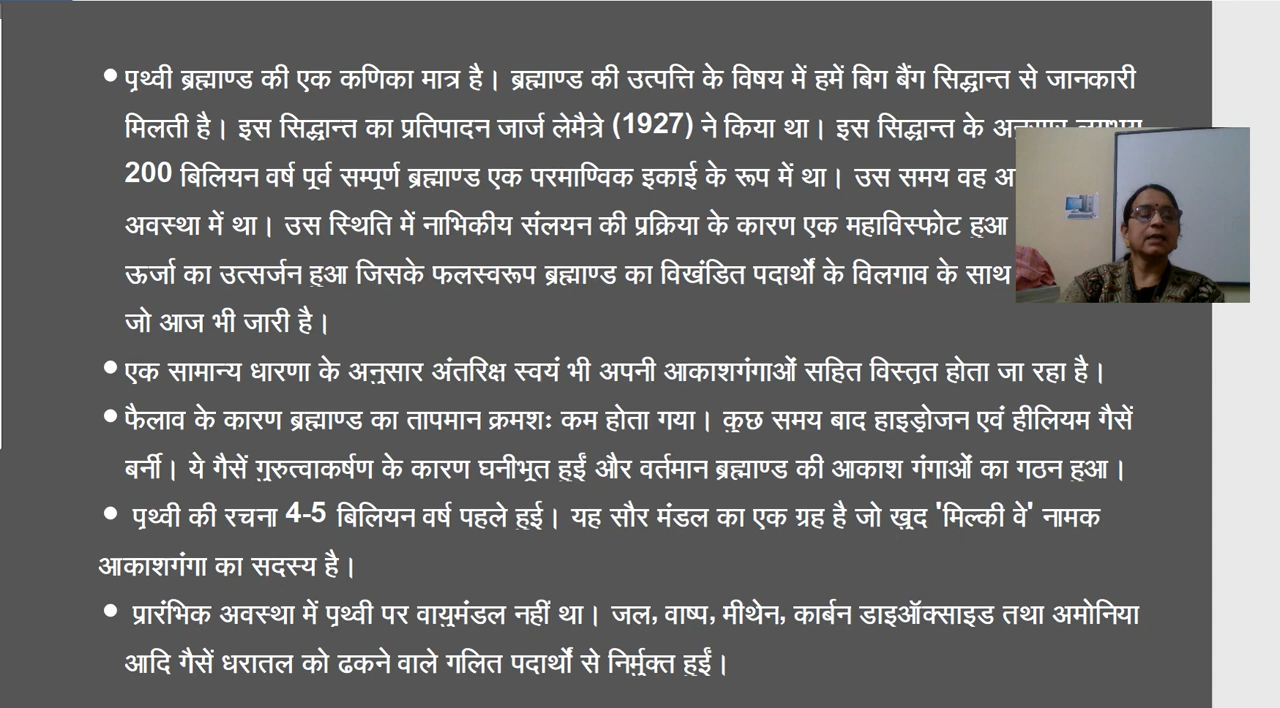 • पृथ्वी ब्रह्माण्ड की एक कणिका मात्र है। ब्रह्माण्ड की उत्पत्ति के विषय में हमें बिग बैंग सिद्धान्त से जानकारी
मिलती है। इस सिद्धान्त का प्रतिपादन जार्ज लेमैत्रे (1927) ने किया था। इस सिद्धान्त के
200 बिलियन वर्ष पूर्व सम्पूर्ण ब्रह्माण्ड एक परमाण्विक इकाई के रूप में था। उस समय वह
अवस्था में था। उस स्थिति में नाभिकीय संलयन की प्रक्रिया के कारण एक महाविस्फोट हुआ
ऊर्जा का उत्सर्जन हुआ जिसके फलस्वरूप ब्रह्माण्ड का विखंडित पदार्थों के विलगाव के साथ
जो आज भी जारी है।
• एक सामान्य धारणा के अनुसार अंतरिक्ष स्वयं भी अपनी आकाशगंगाओं सहित विस्तृत होता जा रहा है।
• फैलाव के कारण ब्रह्माण्ड का तापमान क्रमशः कम होता गया। कुछ समय बाद हाइड्रोजन एवं हीलियम गैसें
बनीं। ये गैसें गुरुत्वाकर्षण के कारण घनीभूत हुईं और वर्तमान ब्रह्माण्ड की आकाश गंगाओं का गठन हुआ।
• पृथ्वी की रचना 4-5 बिलियन वर्ष पहले हुई। यह सौर मंडल का एक ग्रह है जो खुद 'मिल्की वे' नामक
आकाशगंगा का सदस्य है।
• प्रारंभिक अवस्था में पृथ्वी पर वायुमंडल नहीं था। जल, वाष्प, मीथेन, कार्बन डाइऑक्साइड तथा अमोनिया
आदि गैसें धरातल को ढकने वाले गलित पदार्थों से निर्मुक्त हुईं।